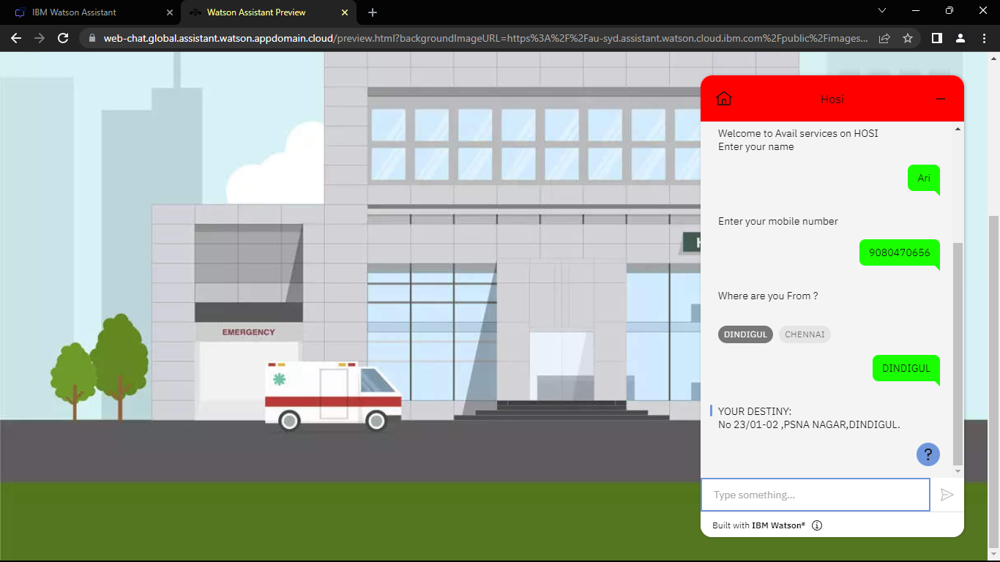 IBM Watson Assistant
Watson Assistant Preview
web-chat.global.assistant.watson.appdomain.cloud/preview.html?backgroundImageURL=https%3A%2F%2Fau-syd.assistant.watson.cloud.ibm.com%2Fpublic%2Fimages...
Hosi
Welcome to Avail services on HOSI
Enter your name
Ari
Enter your mobile number
9080470656
Where are you From ?
DINDIGUL CHENNAI
DINDIGUL
YOUR DESTINY:
No 23/01-02 ,PSNA NAGAR,DINDIGUL.
?
Type something...
Built with IBM Watson®
EMERGENCY